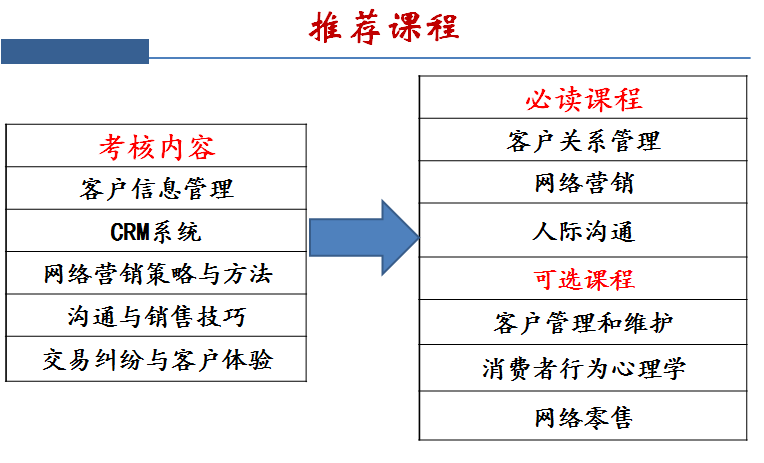 推荐课程
考核内容
客户信息管理
CRM系统
网络营销策略与方法
沟通与销售技巧
交易纠纷与客户体验
必读课程
客户关系管理
网络营销
人际沟通
可选课程
客户管理和维护
消费者行为心理学
网络零售